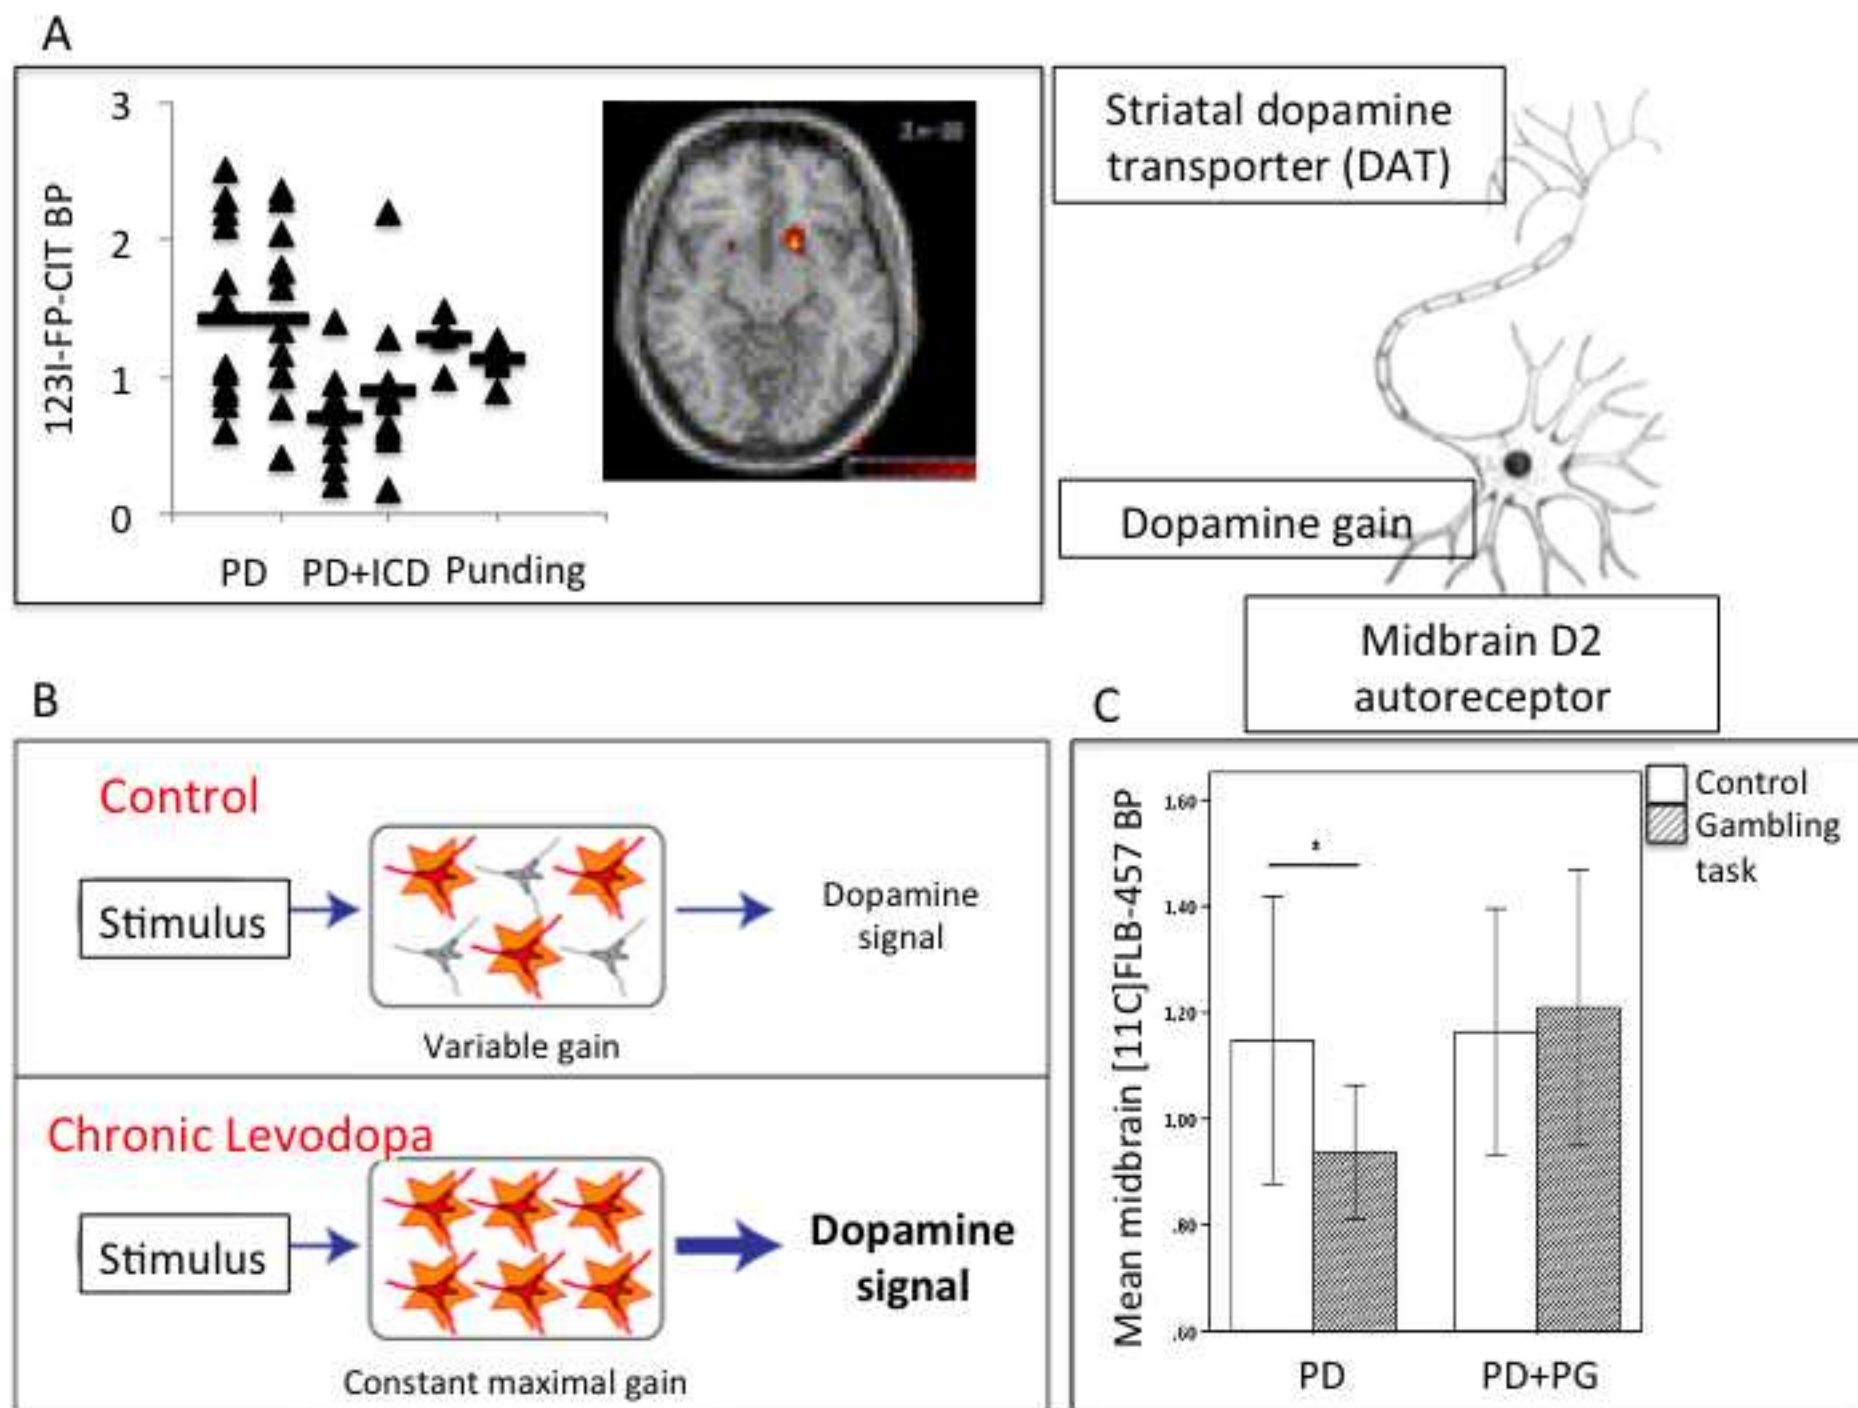 A
3
2
1
0
123I-FP-CIT BP
PD
PD+ICD
Punding
Striatal dopamine
transporter (DAT)
Dopamine gain
Midbrain D2
autoreceptor
B
Control
Stimulus
Dopamine
signal
Variable gain
Chronic Levodopa
Stimulus
Dopamine
signal
Constant maximal gain
C
Control
Gambling
task
Mean midbrain [11C]FLB-457 BP
1.60
1.40
1.20
1.00
.80
.60
*
PD
PD+PG